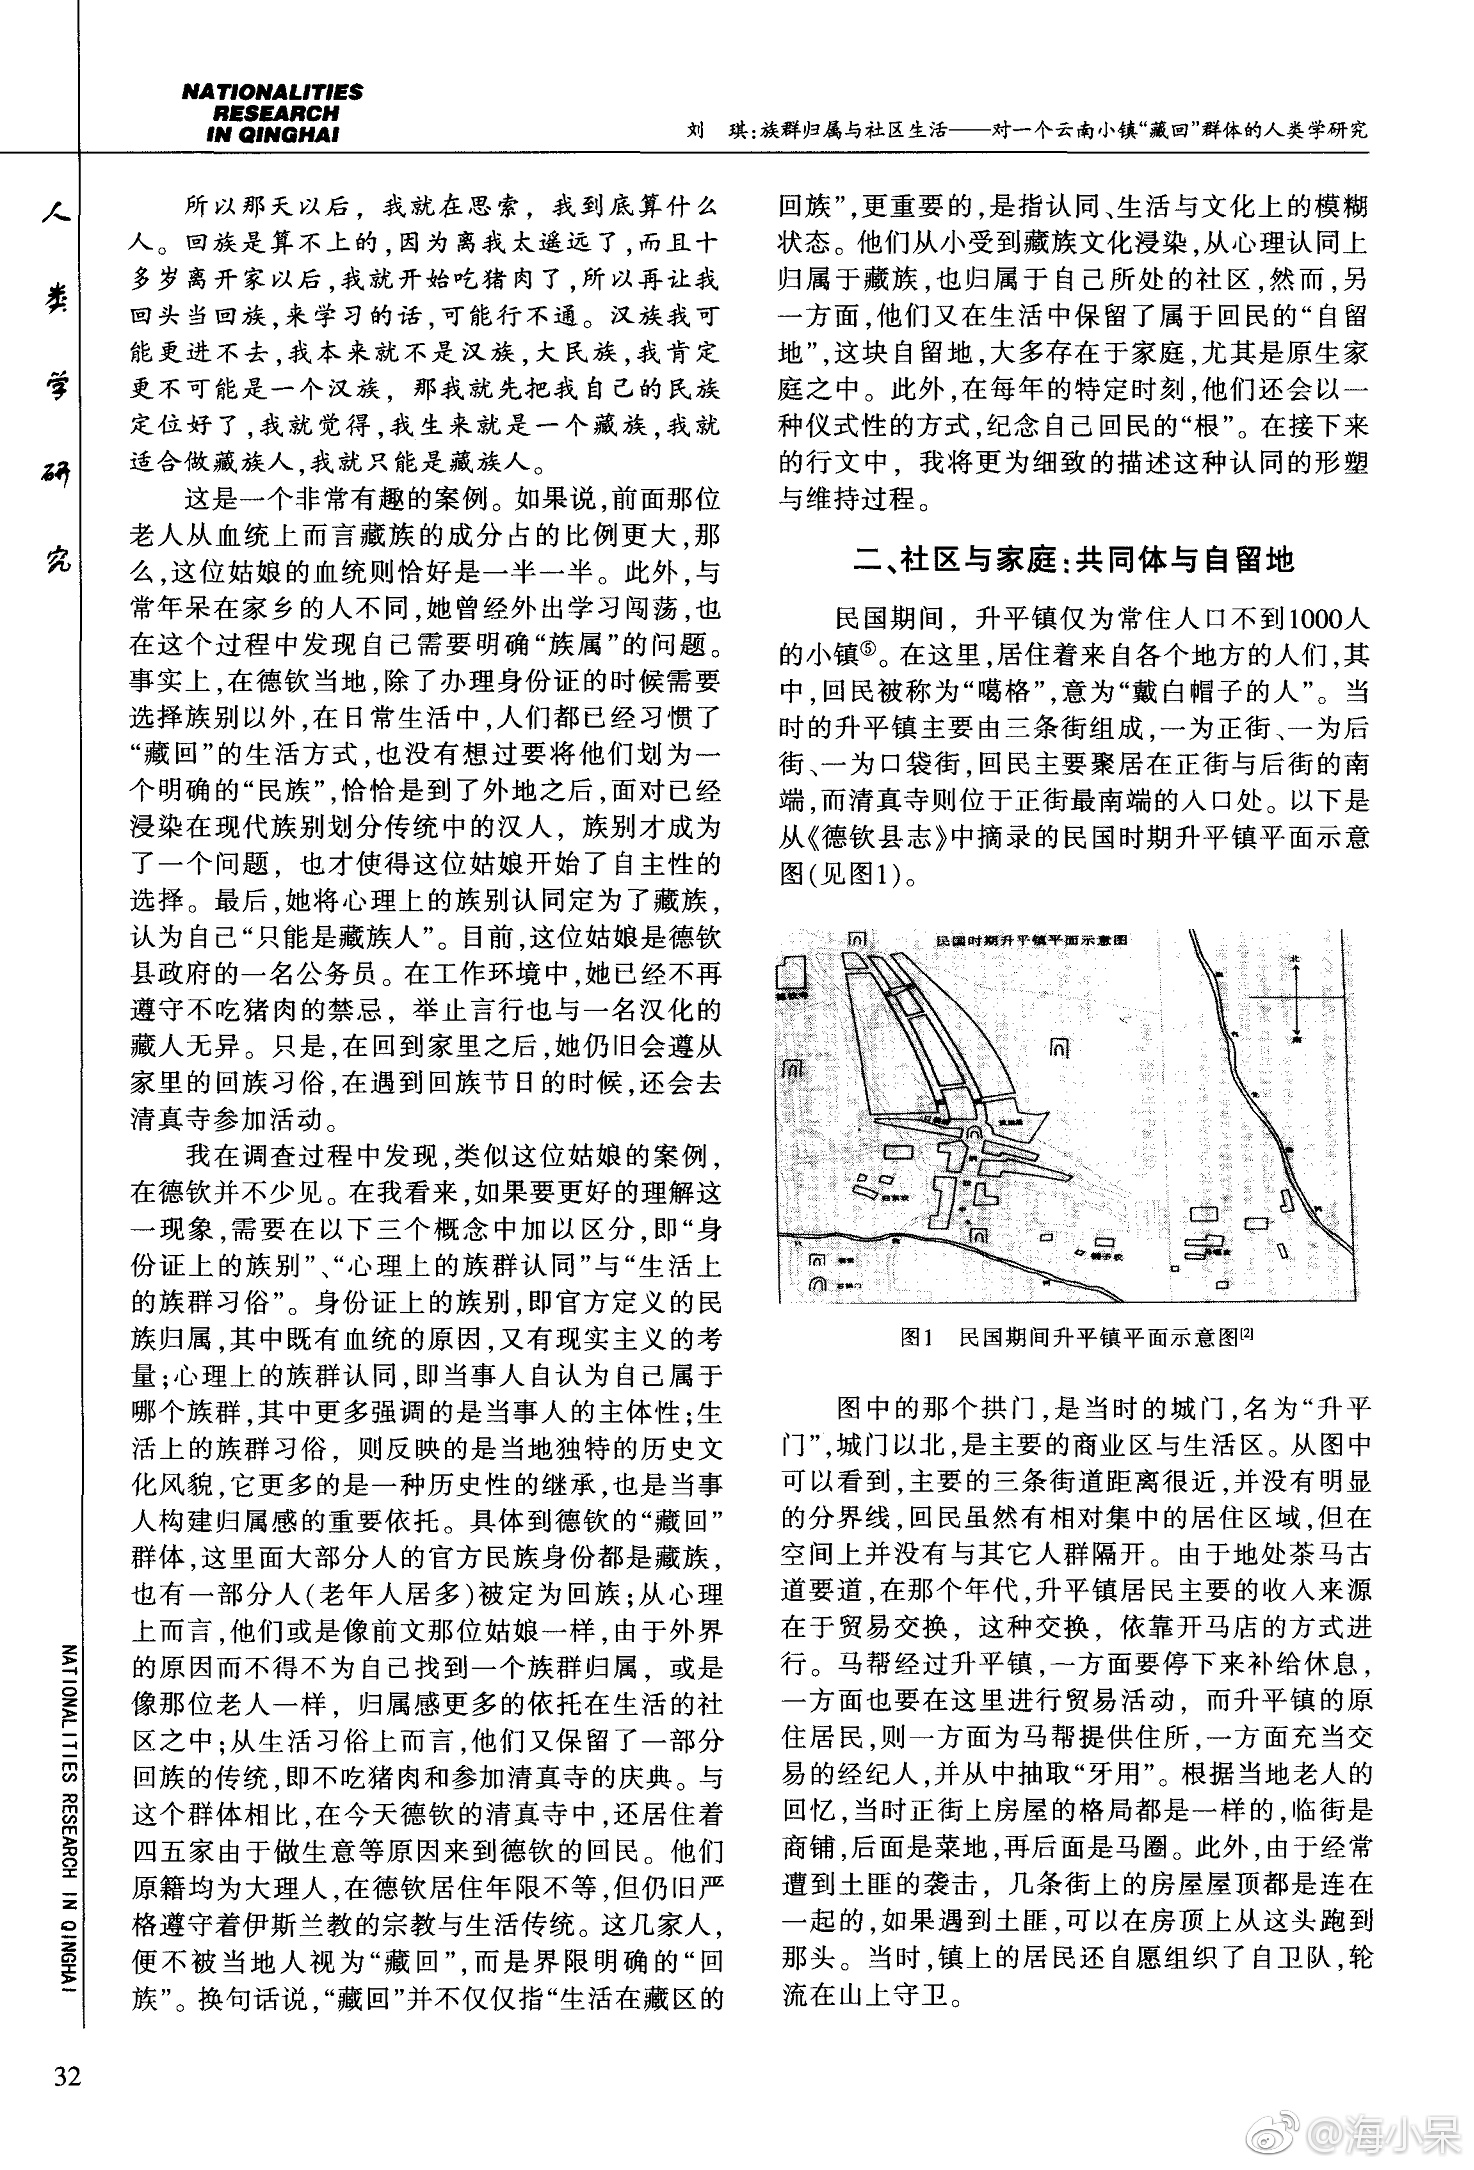 NATIONALITIES
RESEARCH
IN QINGHAI
刘　琪:族群归属与社区生活——对一个云南小镇“藏回”群体的人类学研究
人类学研究
所以那天以后，我就在思索，我到底算什么
人。回族是算不上的,因为离我太遥远了,而且十
多岁离开家以后,我就开始吃猪肉了,所以再让我
回头当回族,来学习的话,可能行不通。汉族我可
能更进不去,我本来就不是汉族,大民族,我肯定
更不可能是一个汉族，那我就先把我自己的民族
定位好了,我就觉得,我生来就是一个藏族,我就
适合做藏族人,我就只能是藏族人。
这是一个非常有趣的案例。如果说,前面那位
老人从血统上而言藏族的成分占的比例更大,那
么,这位姑娘的血统则恰好是一半一半。此外,与
常年呆在家乡的人不同,她曾经外出学习闯荡,也
在这个过程中发现自己需要明确“族属”的问题。
事实上,在德钦当地,除了办理身份证的时候需要
选择族别以外,在日常生活中,人们都已经习惯了
“藏回”的生活方式,也没有想过要将他们划为一
个明确的“民族”,恰恰是到了外地之后,面对已经
浸染在现代族别划分传统中的汉人，族别才成为
了一个问题，也才使得这位姑娘开始了自主性的
选择。最后,她将心理上的族别认同定为了藏族,
认为自己“只能是藏族人”。目前,这位姑娘是德钦
县政府的一名公务员。在工作环境中,她已经不再
遵守不吃猪肉的禁忌，举止言行也与一名汉化的
藏人无异。只是,在回到家里之后,她仍旧会遵从
家里的回族习俗,在遇到回族节日的时候,还会去
清真寺参加活动。
我在调查过程中发现,类似这位姑娘的案例,
在德钦并不少见。在我看来,如果要更好的理解这
一现象,需要在以下三个概念中加以区分,即“身
份证上的族别”、“心理上的族群认同”与“生活上
的族群习俗”。身份证上的族别,即官方定义的民
族归属,其中既有血统的原因,又有现实主义的考
量;心理上的族群认同,即当事人自认为自己属于
哪个族群,其中更多强调的是当事人的主体性;生
活上的族群习俗，则反映的是当地独特的历史文
化风貌,它更多的是一种历史性的继承,也是当事
人构建归属感的重要依托。具体到德钦的“藏回”
群体,这里面大部分人的官方民族身份都是藏族,
也有一部分人(老年人居多)被定为回族;从心理
上而言,他们或是像前文那位姑娘一样,由于外界
的原因而不得不为自己找到一个族群归属，或是
像那位老人一样，归属感更多的依托在生活的社
区之中;从生活习俗上而言,他们又保留了一部分
回族的传统,即不吃猪肉和参加清真寺的庆典。与
这个群体相比,在今天德钦的清真寺中,还居住着
四五家由于做生意等原因来到德钦的回民。他们
原籍均为大理人,在德钦居住年限不等,但仍旧严
格遵守着伊斯兰教的宗教与生活传统。这几家人,
便不被当地人视为“藏回”,而是界限明确的“回
族”。换句话说,“藏回”并不仅仅指“生活在藏区的
回族”,更重要的,是指认同、生活与文化上的模糊
状态。他们从小受到藏族文化浸染,从心理认同上
归属于藏族,也归属于自己所处的社区,然而,另
一方面,他们又在生活中保留了属于回民的“自留
地”,这块自留地,大多存在于家庭,尤其是原生家
庭之中。此外,在每年的特定时刻,他们还会以一
种仪式性的方式,纪念自己回民的“根”。在接下来
的行文中，我将更为细致的描述这种认同的形塑
与维持过程。
二、社区与家庭:共同体与自留地
民国期间，升平镇仅为常住人口不到1000人
的小镇⑤。在这里,居住着来自各个地方的人们,其
中,回民被称为“噶格”,意为“戴白帽子的人”。当
时的升平镇主要由三条街组成,一为正街、一为后
街、一为口袋街,回民主要聚居在正街与后街的南
端,而清真寺则位于正街最南端的入口处。以下是
从《德钦县志》中摘录的民国时期升平镇平面示意
图(见图1)。
民国时期升平镇平面示意图
北
南
图1　民国期间升平镇平面示意图[2]
图中的那个拱门,是当时的城门,名为“升平
门”,城门以北,是主要的商业区与生活区。从图中
可以看到,主要的三条街道距离很近,并没有明显
的分界线,回民虽然有相对集中的居住区域,但在
空间上并没有与其它人群隔开。由于地处茶马古
道要道,在那个年代,升平镇居民主要的收入来源
在于贸易交换，这种交换，依靠开马店的方式进
行。马帮经过升平镇,一方面要停下来补给休息,
一方面也要在这里进行贸易活动，而升平镇的原
住居民,则一方面为马帮提供住所,一方面充当交
易的经纪人,并从中抽取“牙用”。根据当地老人的
回忆,当时正街上房屋的格局都是一样的,临街是
商铺,后面是菜地,再后面是马圈。此外,由于经常
遭到土匪的袭击，几条街上的房屋屋顶都是连在
一起的,如果遇到土匪,可以在房顶上从这头跑到
那头。当时,镇上的居民还自愿组织了自卫队,轮
流在山上守卫。
NATIONALITIES RESEARCH IN QINGHAI
32
@海小呆